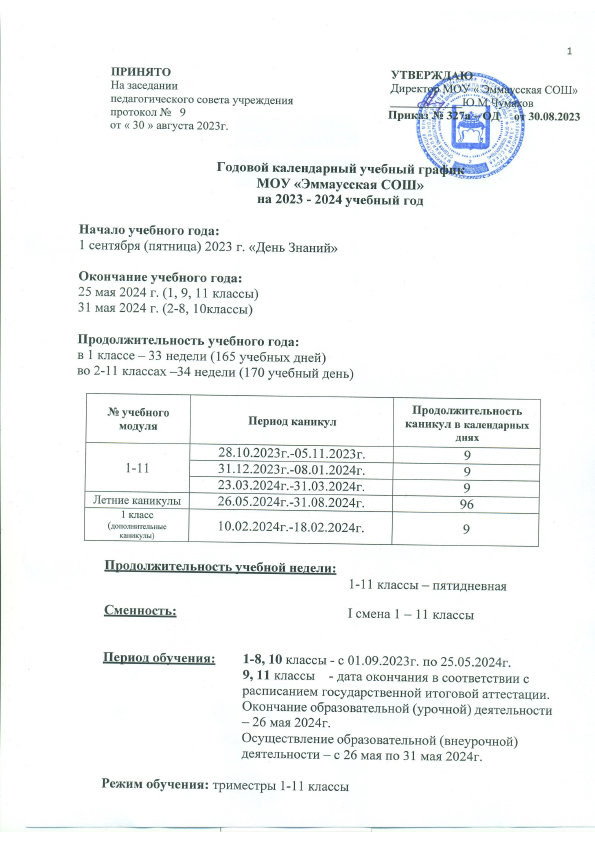 1
ПРИНЯТО
На заседании
педагогического совета учреждения
протокол № 9
от « 30 » августа 2023г.
УТВЕРЖДАЮ
Директор МОУ « Эммаусская СОШ»
Ю.М.Чумаков
Приказ № 327а – ОД от 30.08.2023
Годовой календарный учебный график
МОУ «Эммаусская СОШ»
на 2023 - 2024 учебный год
Начало учебного года:
1 сентября (пятница) 2023 г. «День Знаний»
Окончание учебного года:
25 мая 2024 г. (1, 9, 11 классы)
31 мая 2024 г. (2-8, 10классы)
Продолжительность учебного года:
в 1 классе – 33 недели (165 учебных дней)
во 2-11 классах –34 недели (170 учебный день)
№ учебного модуля Период каникул Продолжительность каникул в календарных днях
1-11
28.10.2023г.-05.11.2023г. 9
31.12.2023г.-08.01.2024г. 9
23.03.2024г.-31.03.2024г. 9
Летние каникулы 26.05.2024г.-31.08.2024г. 96
1 класс (дополнительные каникулы) 10.02.2024г.-18.02.2024г. 9
Продолжительность учебной недели:
1-11 классы – пятидневная
Сменность: I смена 1 – 11 классы
Период обучения: 1-8, 10 классы - с 01.09.2023г. по 25.05.2024г.
9, 11 классы - дата окончания в соответствии с
расписанием государственной итоговой аттестации.
Окончание образовательной (урочной) деятельности
– 26 мая 2024г.
Осуществление образовательной (внеурочной)
деятельности – с 26 мая по 31 мая 2024г.
Режим обучения: триместры 1-11 классы